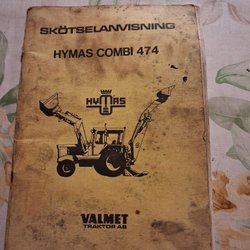 SKÖTSELANVISNING
HYMAS COMBI 474
HYMAS
VALMET
TRAKTOR AB